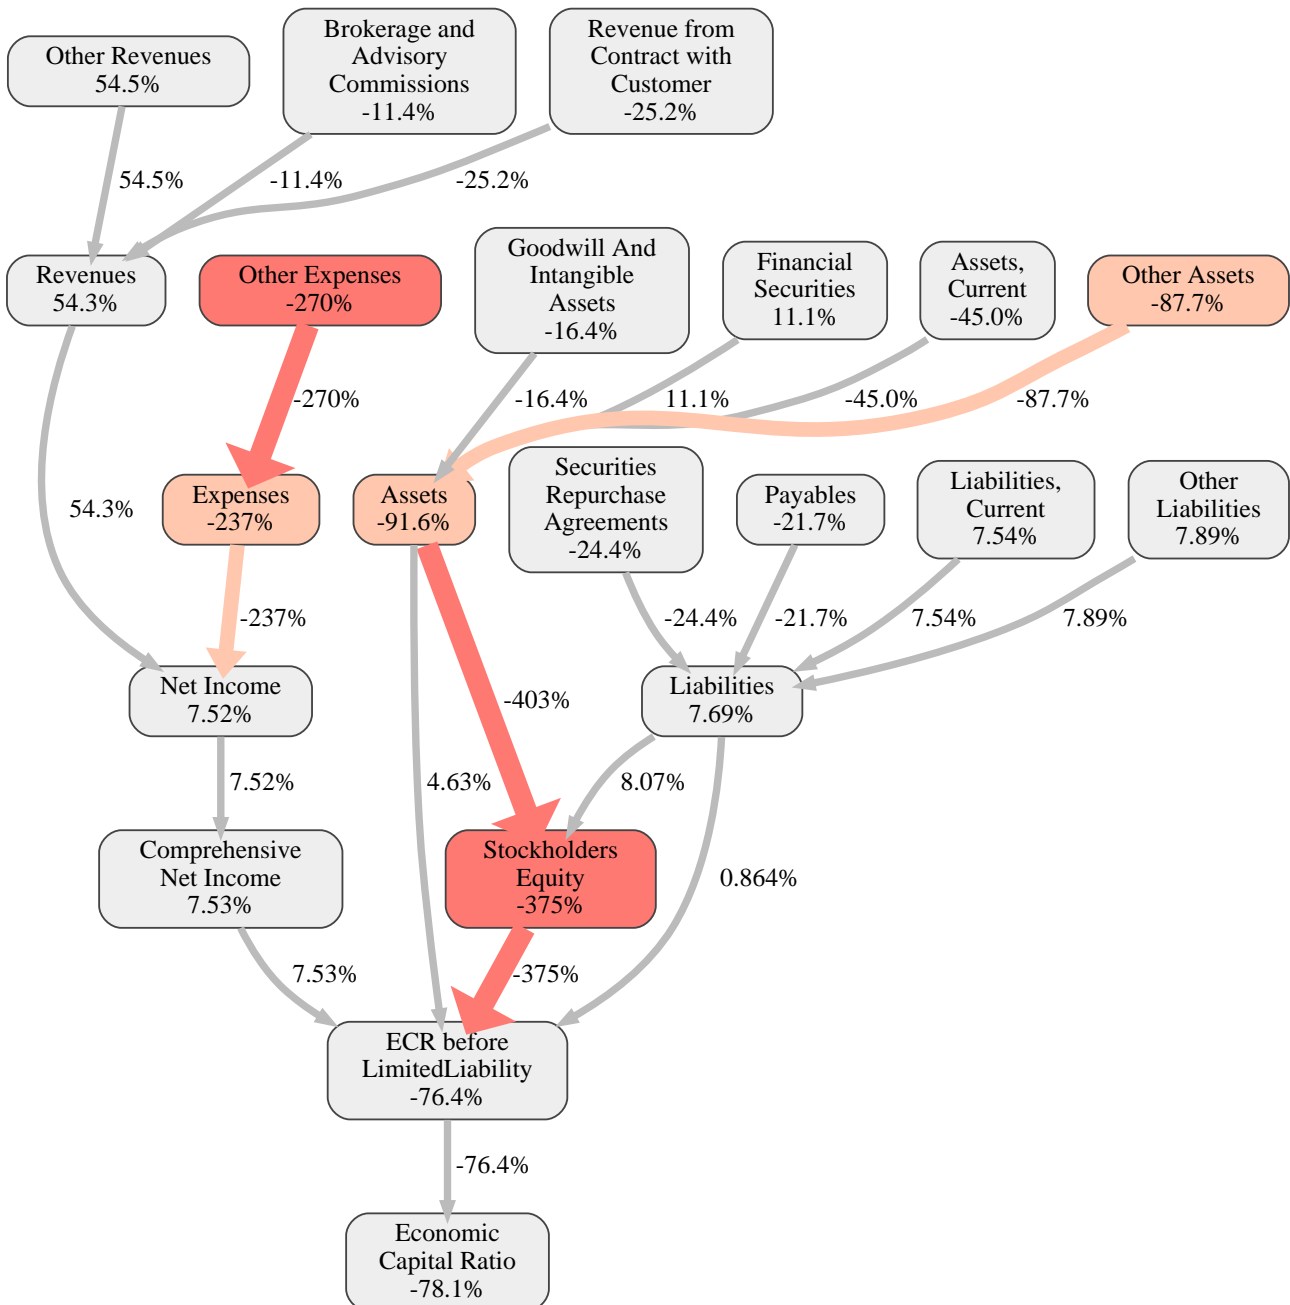 Other Revenues
54.5%
Brokerage and
Advisory
Commissions
-11.4%
Revenue from
Contract with
Customer
-25.2%
54.5%
-11.4%
-25.2%
Revenues
54.3%
Other Expenses
-270%
Goodwill And
Intangible
Assets
-16.4%
Financial
Securities
11.1%
Assets,
Current
-45.0%
Other Assets
-87.7%
-270%
-16.4%
11.1%
-45.0%
-87.7%
54.3%
Expenses
-237%
Assets
-91.6%
Securities
Repurchase
Agreements
-24.4%
Payables
-21.7%
Liabilities,
Current
7.54%
Other
Liabilities
7.89%
-237%
-24.4%
-21.7%
7.54%
7.89%
Net Income
7.52%
-403%
Liabilities
7.69%
7.52%
4.63%
8.07%
Comprehensive
Net Income
7.53%
Stockholders
Equity
-375%
0.864%
7.53%
-375%
ECR before
LimitedLiability
-76.4%
-76.4%
Economic
Capital Ratio
-78.1%